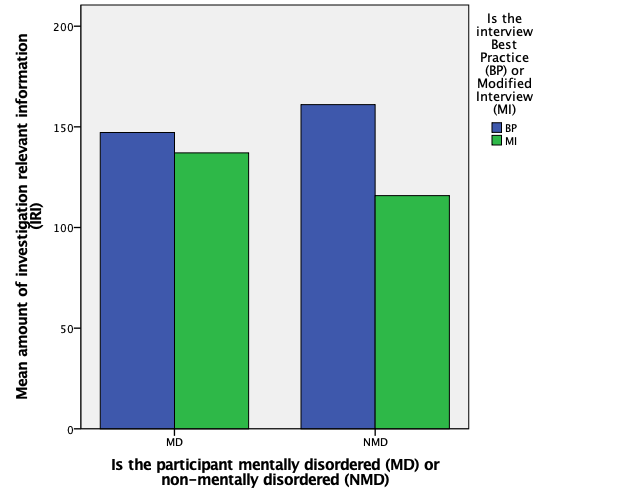 Mean amount of investigation relevant information
(IRI)
200
150
100
50
0
MD
NMD
Is the participant mentally disordered (MD) or
non-mentally disordered (NMD)
Is the
interview
Best
Practice
(BP) or
Modified
Interview
(MI)
BP
MI